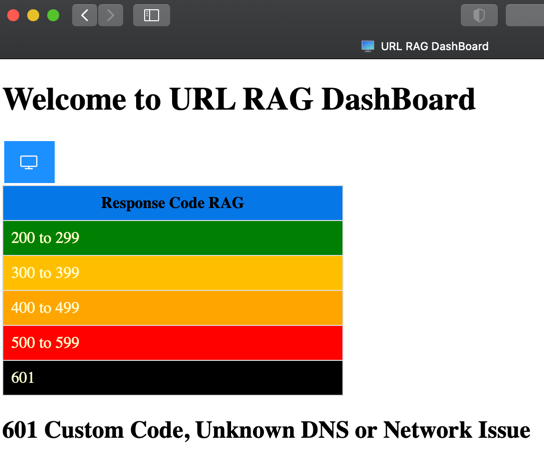 URL RAG DashBoard
Welcome to URL RAG DashBoard
Response Code RAG
200 to 299
300 to 399
400 to 499
500 to 599
601
601 Custom Code, Unknown DNS or Network Issue